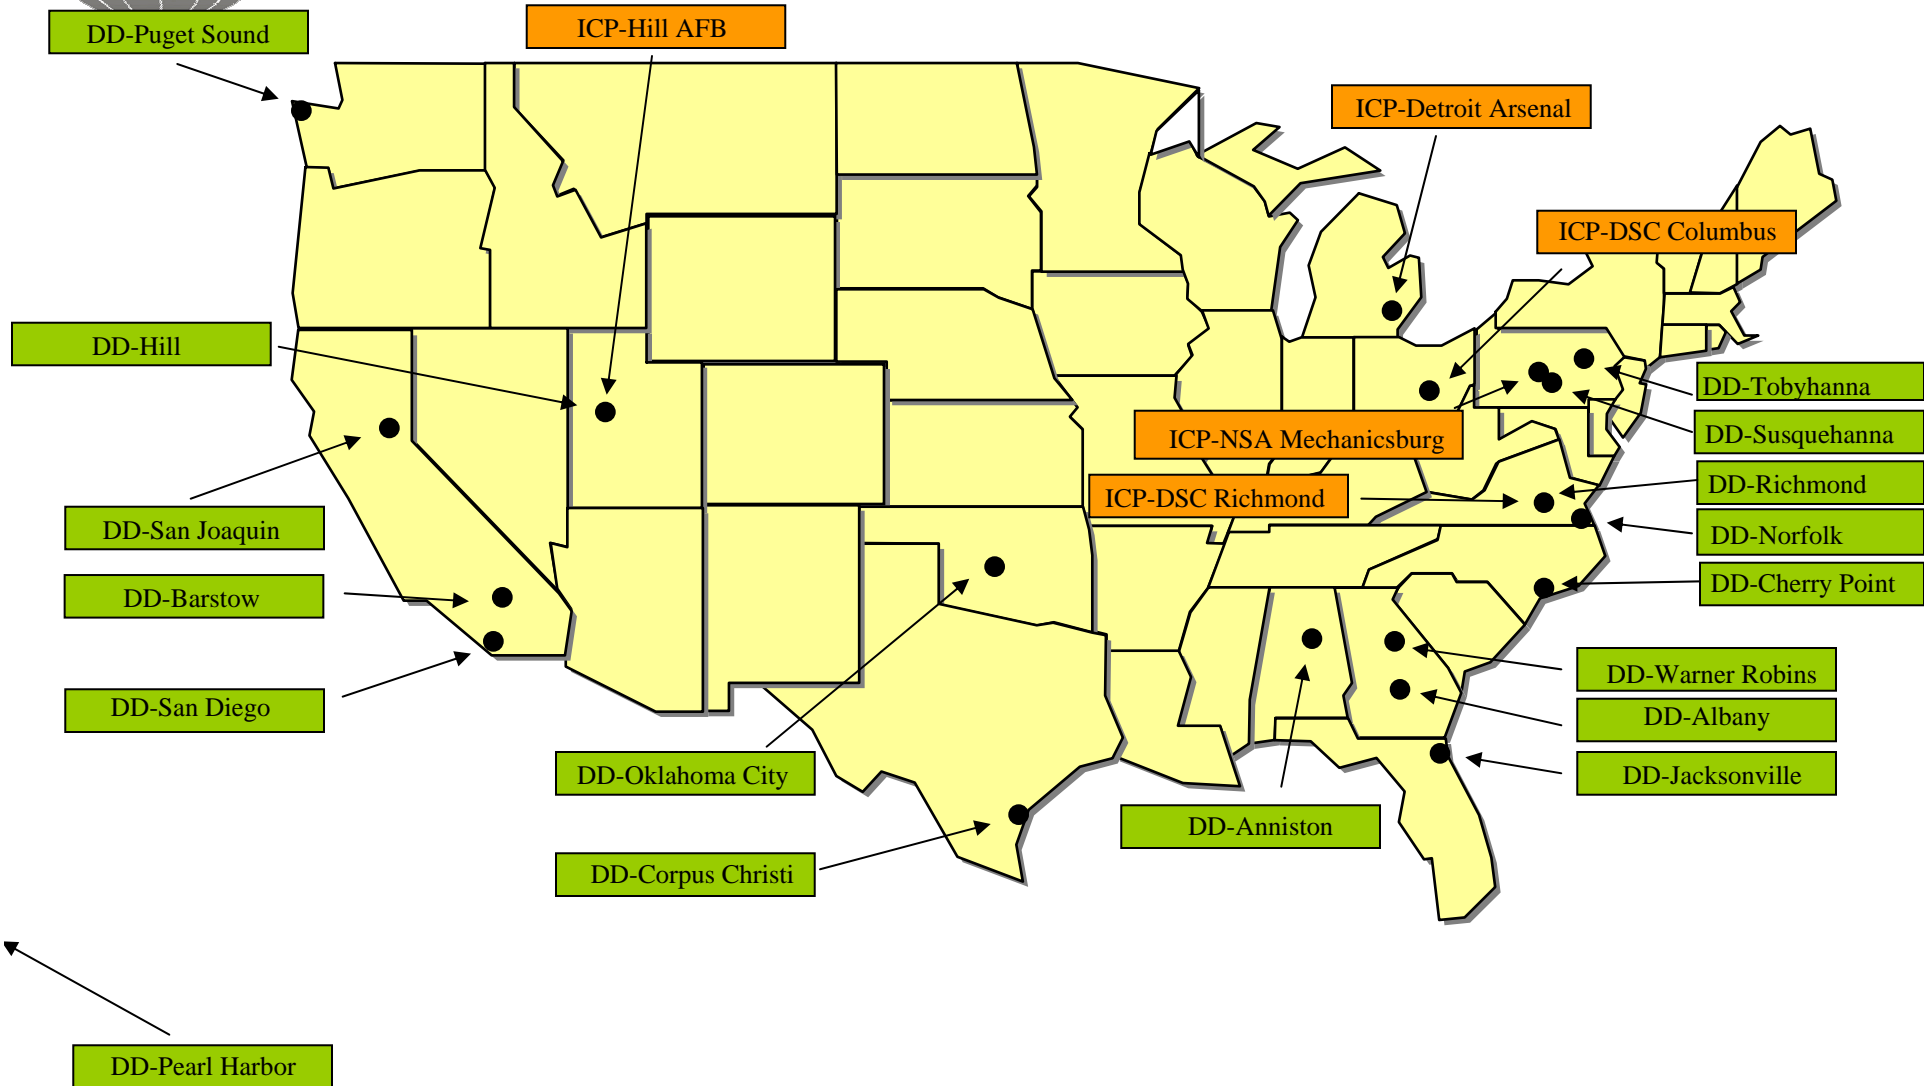 DD-Puget Sound
ICP-Hill AFB
ICP-Detroit Arsenal
ICP-DSC Columbus
DD-Hill
DD-Tobyhanna
ICP-NSA Mechanicsburg
DD-Susquehanna
ICP-DSC Richmond
DD-Richmond
DD-San Joaquin
DD-Norfolk
DD-Barstow
DD-Cherry Point
DD-Warner Robins
DD-San Diego
DD-Albany
DD-Oklahoma City
DD-Jacksonville
DD-Anniston
DD-Corpus Christi
DD-Pearl Harbor